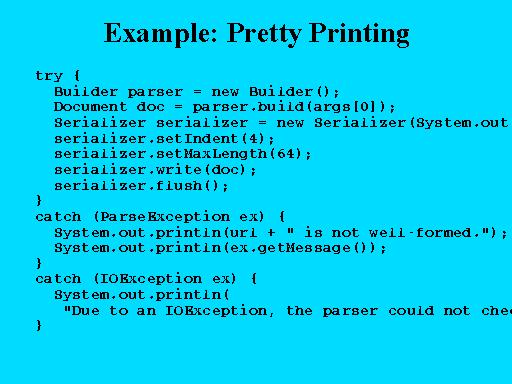 Example: Pretty Printing
try {
  Builder parser = new Builder();
  Document doc = parser.build(args[0]);
  Serializer serializer = new Serializer(System.out
  serializer.setIndent(4);
  serializer.setMaxLength(64);
  serializer.write(doc);
  serializer.flush();
}
catch (ParseException ex) {
  System.out.println(url + " is not well-formed.");
  System.out.println(ex.getMessage());
}
catch (IOException ex) {
  System.out.println(
   "Due to an IOException, the parser could not chec
}